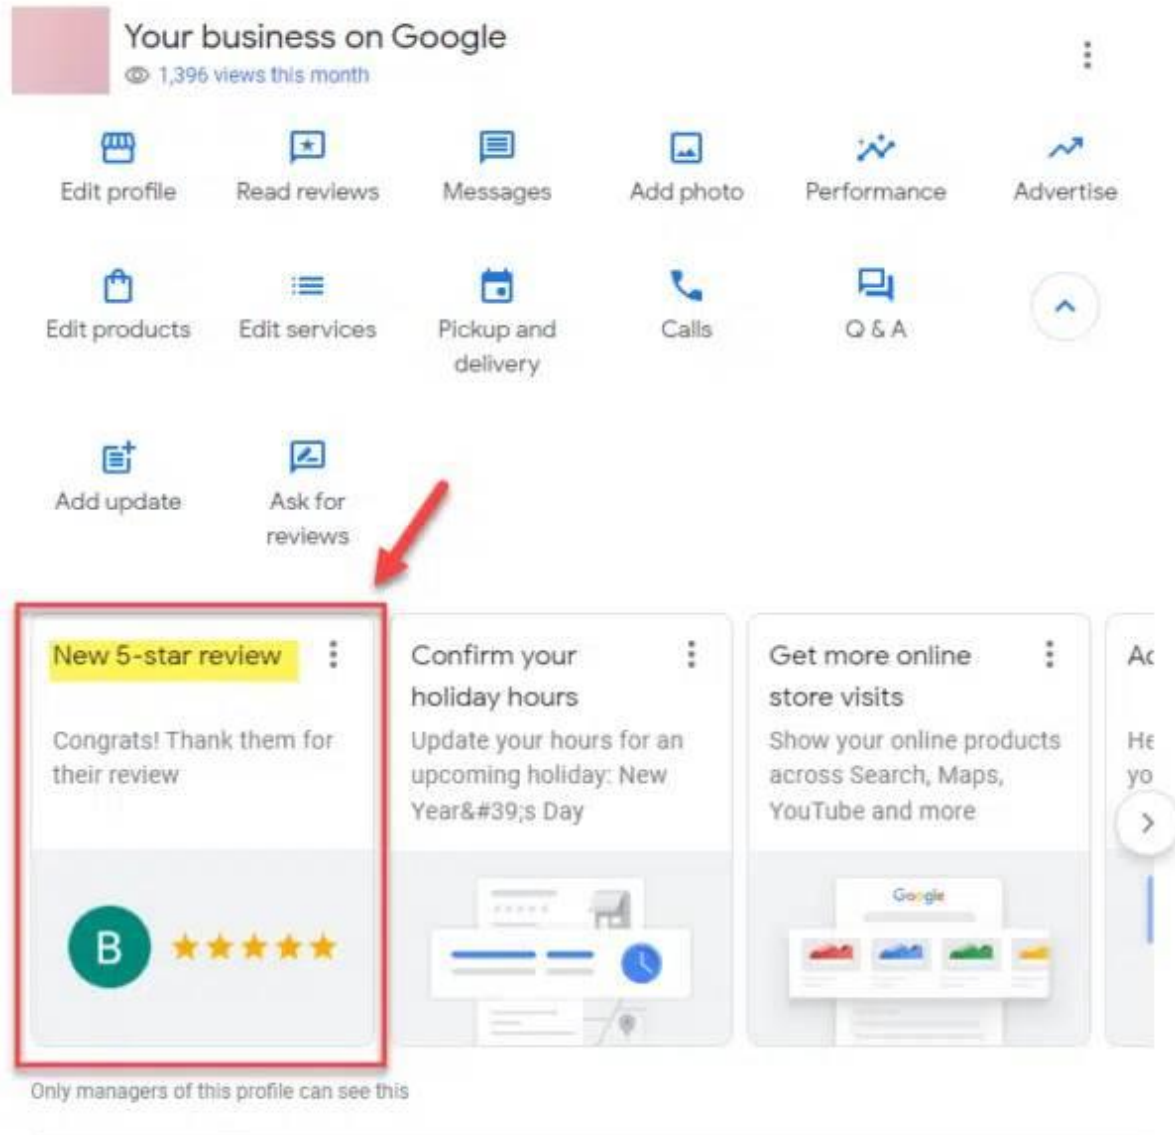 Your business on Google
1,396 views this month
Edit profile
Read reviews
Messages
Add photo
Performance
Advertise
Edit products
Edit services
Pickup and
delivery
Calls
Q & A
Add update
Ask for
reviews
New 5-star review
Congrats! Thank them for
their review
B
Confirm your
holiday hours
Update your hours for an
upcoming holiday: New
Year&#39;s Day
Get more online
store visits
Show your online products
across Search, Maps,
YouTube and more
Google
Only managers of this profile can see this